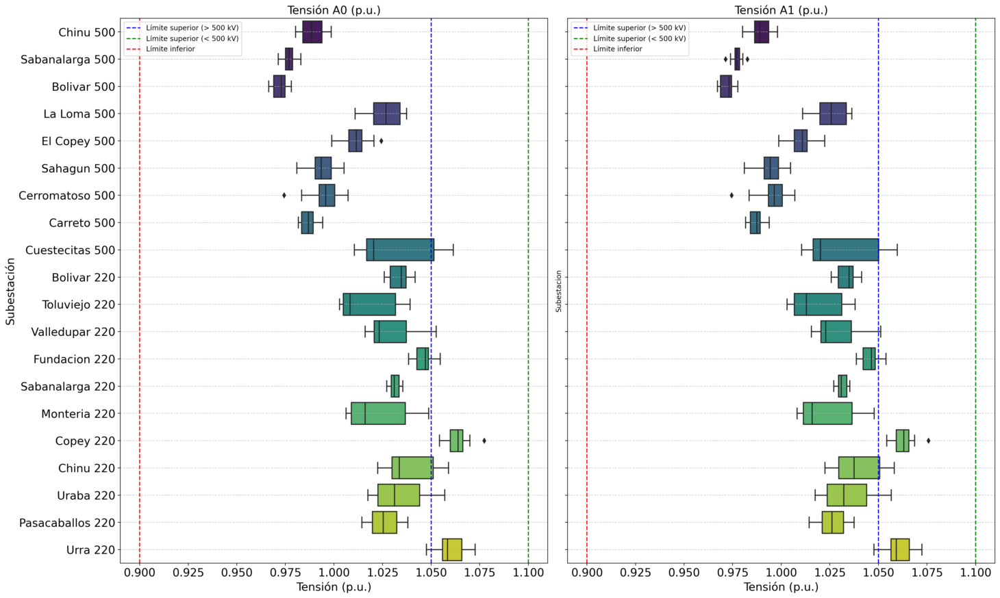 Tensión A0 (p.u.)
Límite superior (> 500 kV)
Límite superior (< 500 kV)
Límite inferior
Subestación
Chinu 500
Sabanalarga 500
Bolivar 500
La Loma 500
El Copey 500
Sahagun 500
Cerromatoso 500
Carreto 500
Cuestecitas 500
Bolivar 220
Toluviejo 220
Valledupar 220
Fundacion 220
Sabanalarga 220
Monteria 220
Copey 220
Chinu 220
Uraba 220
Pasacaballos 220
Urra 220
0.900 0.925 0.950 0.975 1.000 1.025 1.050 1.075 1.100
Tensión (p.u.)
Tensión A1 (p.u.)
Límite superior (> 500 kV)
Límite superior (< 500 kV)
Límite inferior
Subestacion
0.900 0.925 0.950 0.975 1.000 1.025 1.050 1.075 1.100
Tensión (p.u.)